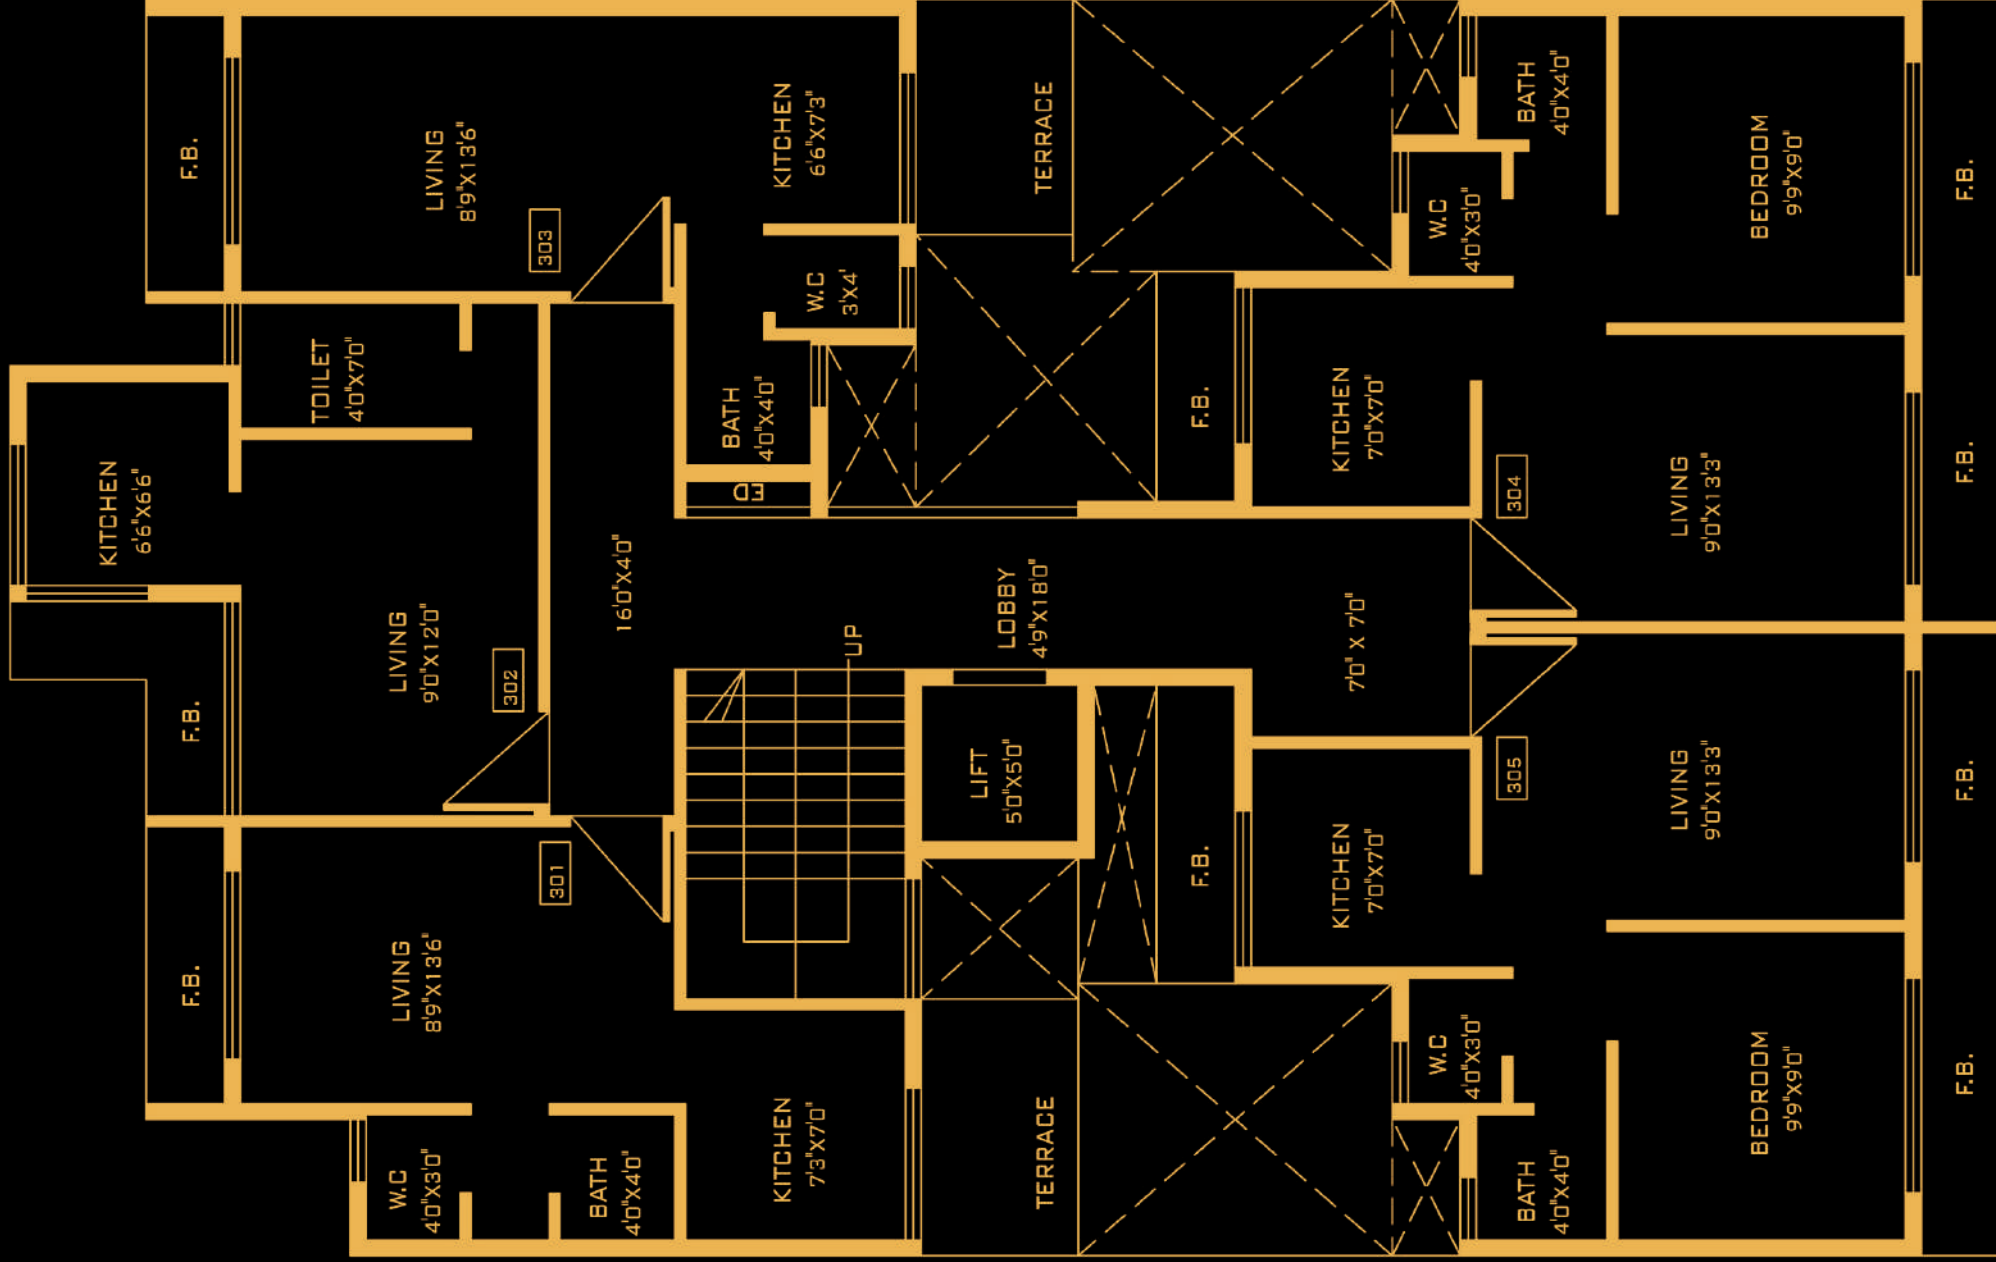 F.B.
LIVING
8'9"X13'6"
303
KITCHEN
6'6"X7'3"
W.C
3'X4'
BATH
4'0"X4'0"
ED
TERRACE
TOILET
4'0"X7'0"
KITCHEN
6'6"X6'6"
LIVING
9'0"X12'0"
302
F.B.
16'0"X4'0"
UP
LOBBY
4'9"X18'0"
LIFT
5'0"X5'0"
7'0" X 7'0"
F.B.
LIVING
8'9"X13'6"
301
W.C
4'0"X3'0"
BATH
4'0"X4'0"
KITCHEN
7'3"X7'0"
TERRACE
BATH
4'0"X4'0"
W.C
4'0"X3'0"
BEDROOM
9'9"X9'0"
F.B.
F.B.
KITCHEN
7'0"X7'0"
304
LIVING
9'0"X13'3"
F.B.
305
LIVING
9'0"X13'3"
F.B.
F.B.
KITCHEN
7'0"X7'0"
W.C
4'0"X3'0"
BATH
4'0"X4'0"
BEDROOM
9'9"X9'0"
F.B.